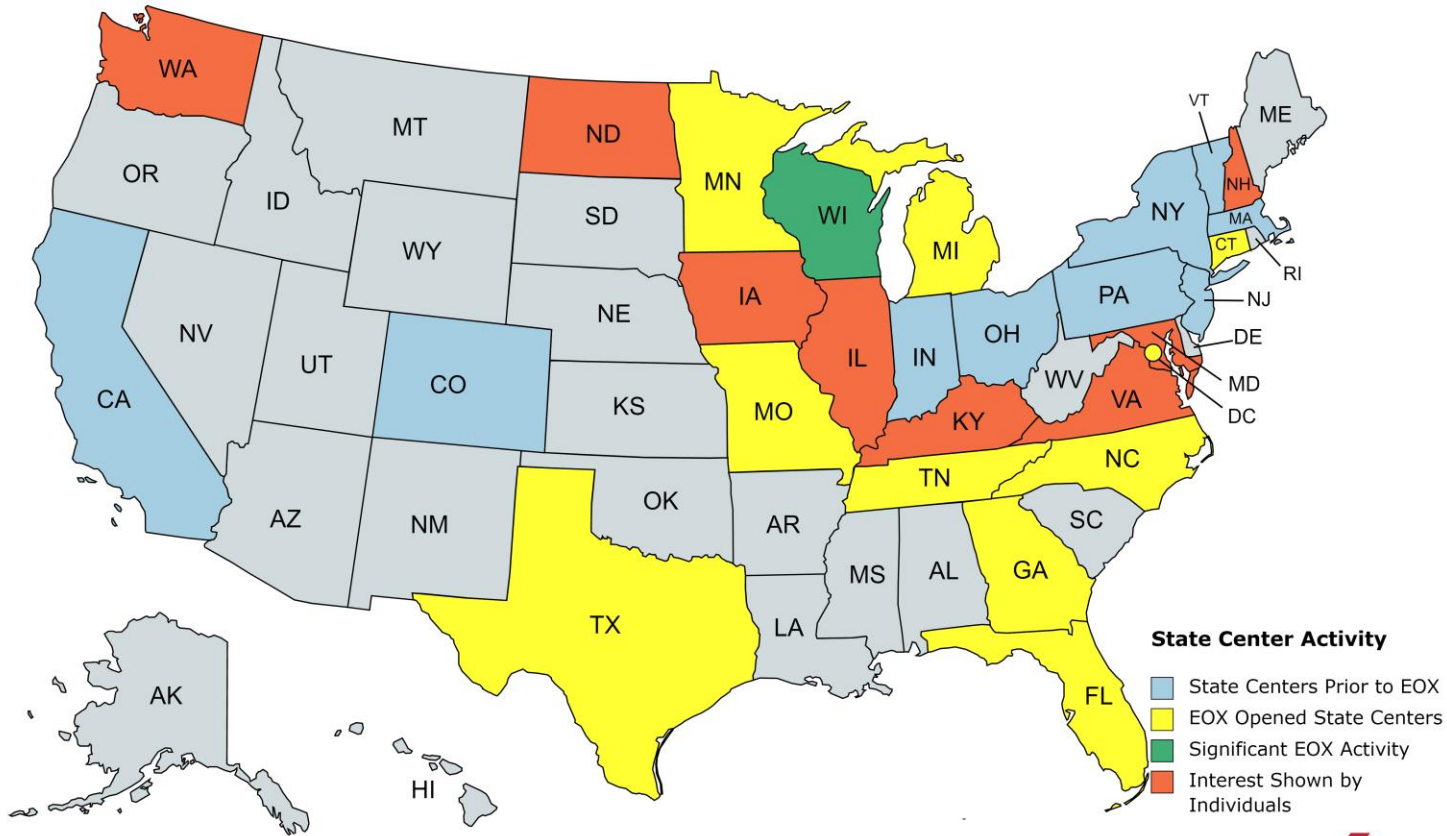 WA
MT
ND
MN
VT
ME
OR
ID
SD
WI
NY
NH
MA
WY
MI
CT
RI
IA
PA
NJ
NV
NE
OH
DE
UT
IL
IN
CA
CO
WV
MD
KS
MO
VA
DC
KY
NC
TN
OK
AZ
NM
AR
SC
MS
AL
GA
TX
LA
State Center Activity
State Centers Prior to EOX
AK
FL
EOX Opened State Centers
Significant EOX Activity
HI
Interest Shown by
Individuals